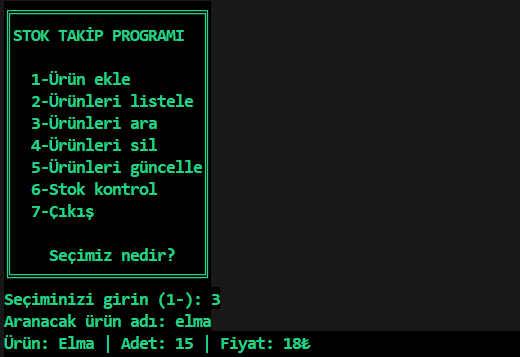 STOK TAKİP PROGRAMI
1-Ürün ekle
2-Ürünleri listele
3-Ürünleri ara
4-Ürünleri sil
5-Ürünleri güncelle
6-Stok kontrol
7-Çıkış
Seçimiz nedir?
Seçiminizi girin (1-): 3
Aranacak ürün adı: elma
Ürün: Elma | Adet: 15 | Fiyat: 18₺